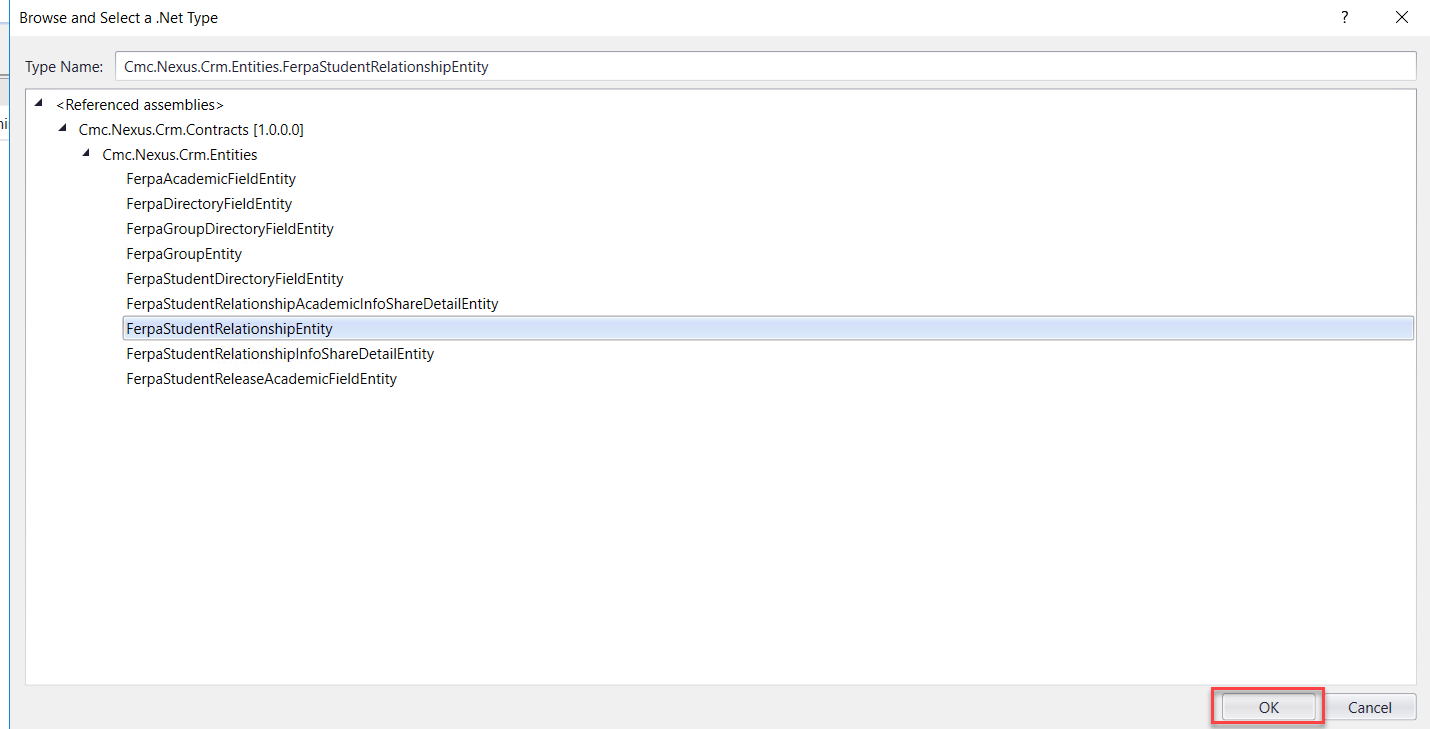 Browse and Select a .Net Type
?
Type Name: Cmc.Nexus.Crm.Entities.FerpaStudentRelationshipEntity
<Referenced assemblies>
Cmc.Nexus.Crm.Contracts [1.0.0.0]
Cmc.Nexus.Crm.Entities
FerpaAcademicFieldEntity
FerpaDirectoryFieldEntity
FerpaGroupDirectoryFieldEntity
FerpaGroupEntity
FerpaStudentDirectoryFieldEntity
FerpaStudentRelationshipAcademicInfoShareDetailEntity
FerpaStudentRelationshipEntity
FerpaStudentRelationshipInfoShareDetailEntity
FerpaStudentReleaseAcademicFieldEntity
OK Cancel